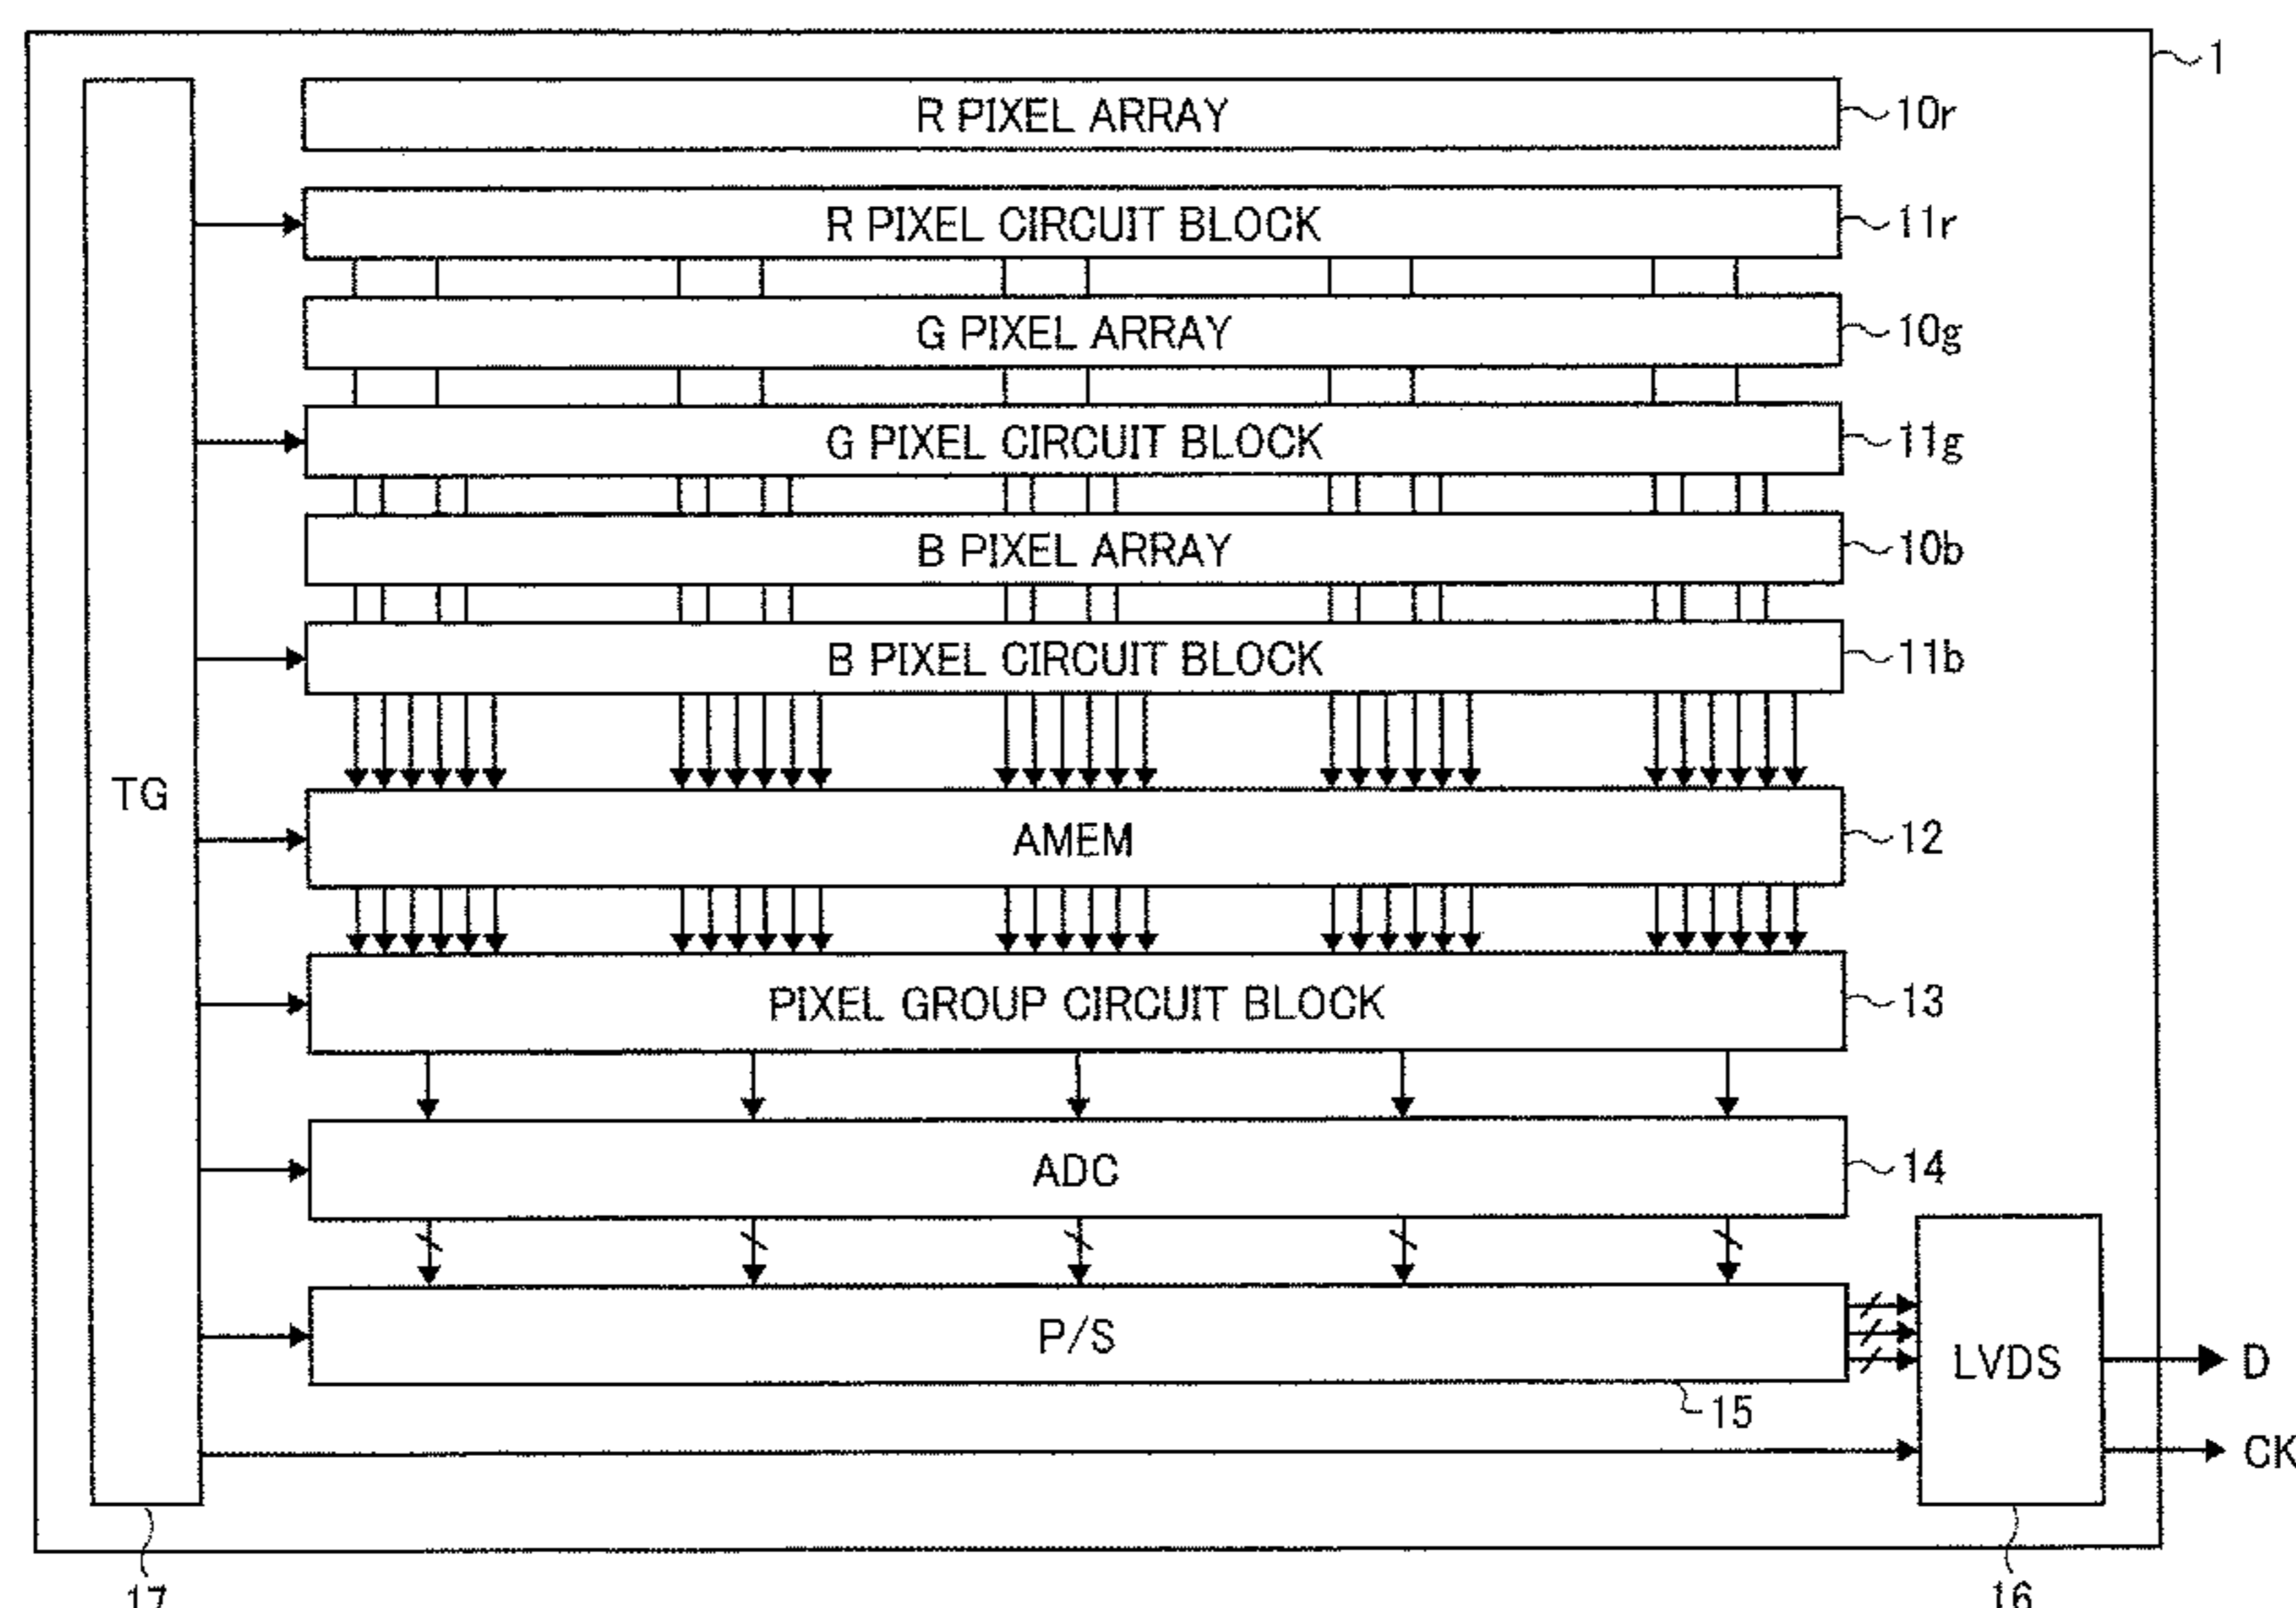 1
R PIXEL ARRAY 10r
R PIXEL CIRCUIT BLOCK 11r
G PIXEL ARRAY 10g
G PIXEL CIRCUIT BLOCK 11g
B PIXEL ARRAY 10b
B PIXEL CIRCUIT BLOCK 11b
TG
AMEM 12
PIXEL GROUP CIRCUIT BLOCK 13
ADC 14
P/S
LVDS D
15
CK
17
16